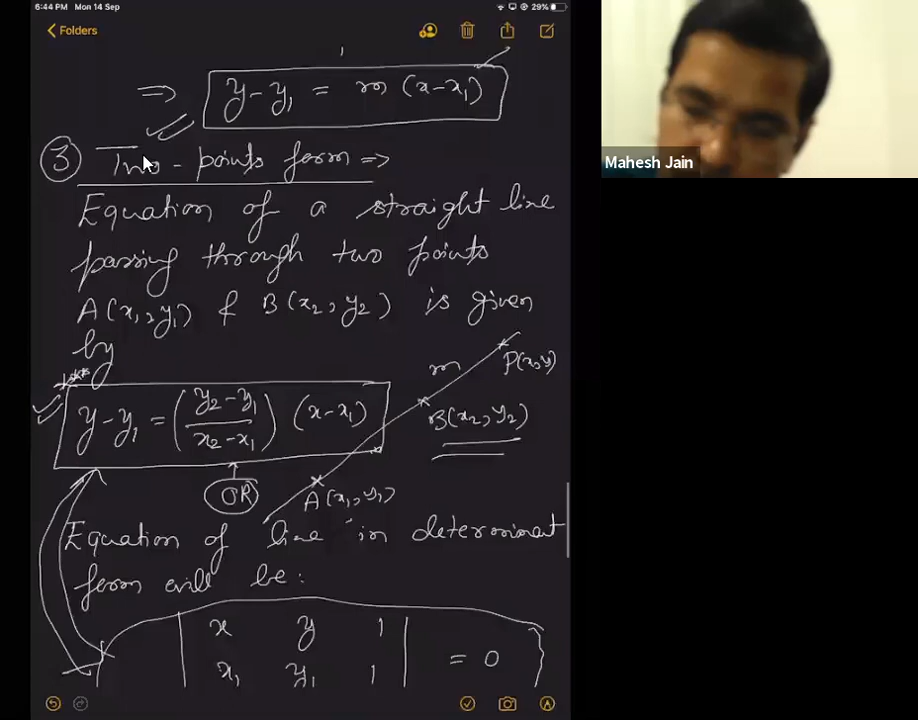 6:44 PM Mon 14 Sep
29%
Folders
⇒ y - y₁ = m (x - x₁)
③ Two - points form ⇒
Equation of a straight line
passing through two points
A(x₁, y₁) & B(x₂, y₂) is given
by
m
P(x, y)
y - y₁ = (y₂ - y₁ / x₂ - x₁) (x - x₁)
B(x₂, y₂)
OR
A(x₁, y₁)
Equation of line in determinant
form will be:
| x y 1 |
| x₁ y₁ 1 | = 0
Mahesh Jain